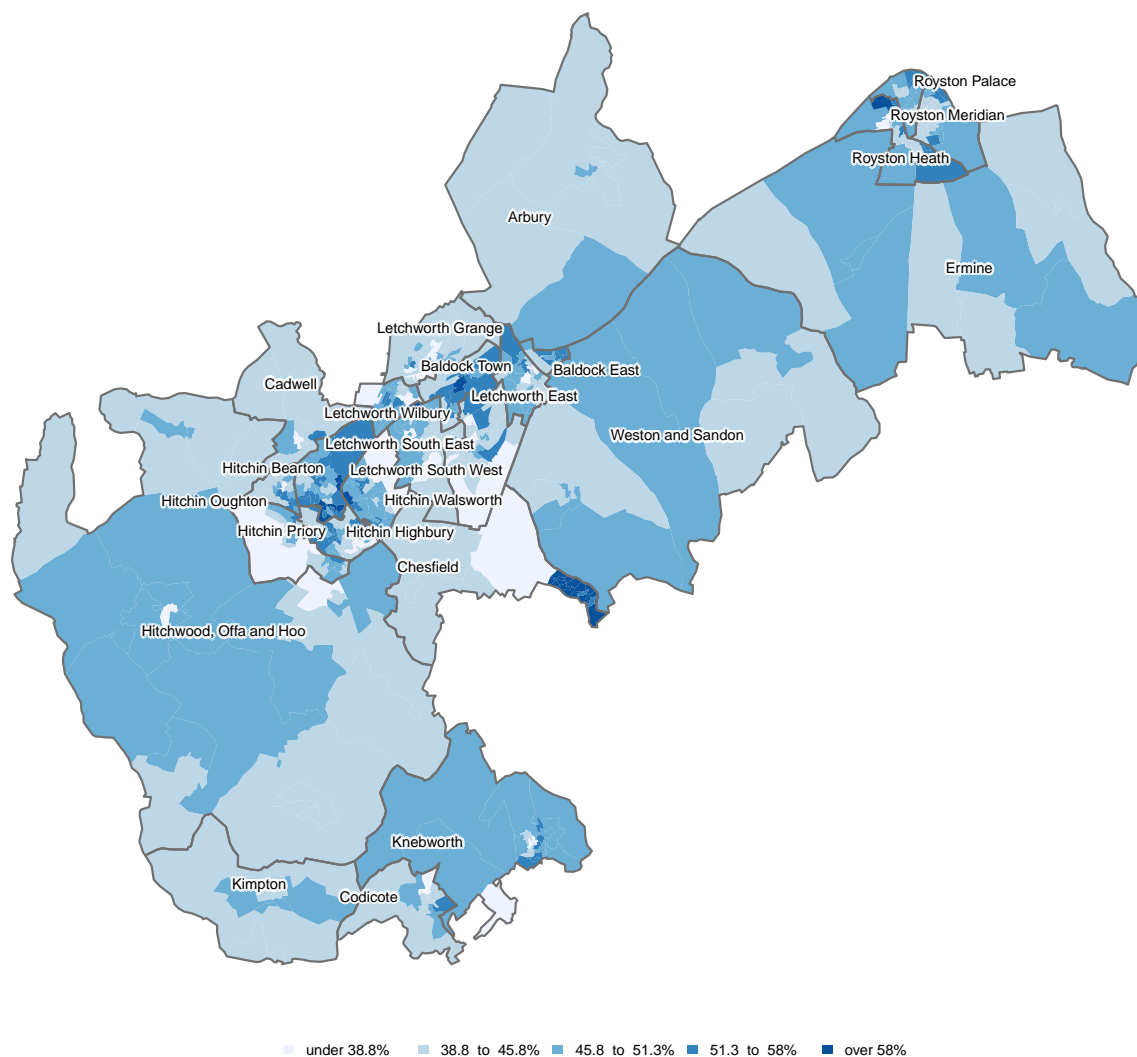 Royston Palace
Royston Meridian
Royston Heath
Arbury
Ermine
Letchworth Grange
Baldock Town
Baldock East
Cadwell
Letchworth East
Letchworth Wilbury
Weston and Sandon
Letchworth South East
Hitchin Bearton
Letchworth South West
Hitchin Oughton
Hitchin Walsworth
Hitchin Priory
Hitchin Highbury
Chesfield
Hitchwood, Offa and Hoo
Knebworth
Kimpton
Codicote
under 38.8% 38.8 to 45.8% 45.8 to 51.3% 51.3 to 58% over 58%